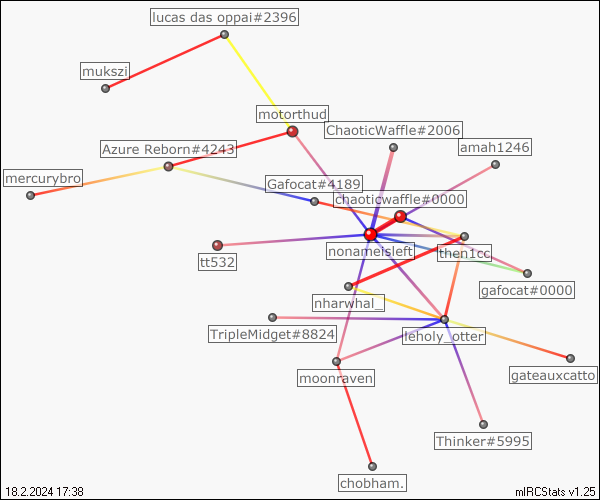 lucas das oppai#2396
mukszi
motorthud
ChaoticWaffle#2006
Azure Reborn#4243
amah1246
mercurybro
Gafocat#4189
chaoticwaffle#0000
nonameisleft
then1cc
tt532
gafocat#0000
nharwhal_
TripleMidget#8824
leholy_otter
moonraven
gateauxcatto
Thinker#5995
chobham.
18.2.2024 17:38
mIRCStats v1.25